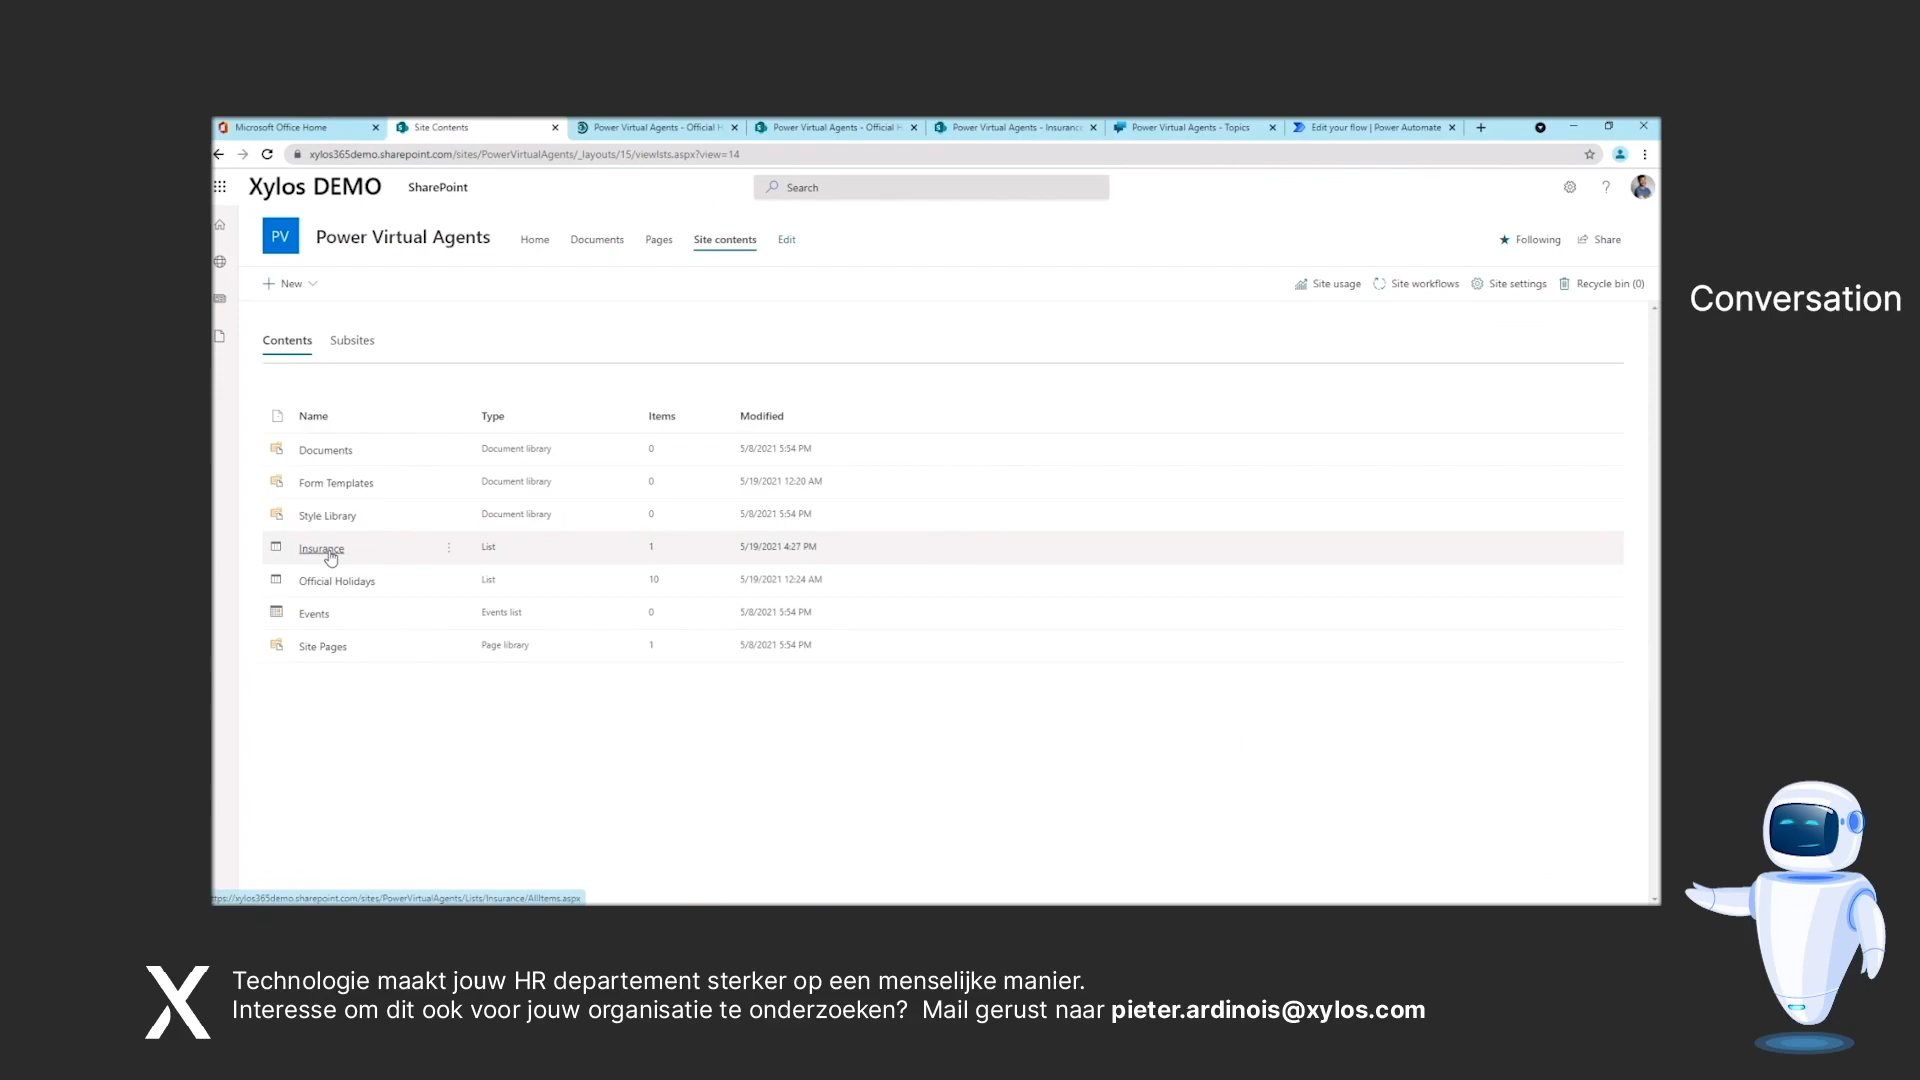 Microsoft Office Home
Site Contents
Power Virtual Agents - Official H
Power Virtual Agents - Official H
Power Virtual Agents - Insuranc
Power Virtual Agents - Topics
Edit your flow | Power Automate
xylos365demo.sharepoint.com/sites/PowerVirtualAgents/_layouts/15/viewlsts.aspx?view=14
Xylos DEMO
SharePoint
Search
?
PV
Power Virtual Agents
Home
Documents
Pages
Site contents
Edit
Following
Share
New
Site usage
Site workflows
Site settings
Recycle bin (0)
Conversation
Contents
Subsites
Name Type Items Modified
Documents Document library 0 5/8/2021 5:54 PM
Form Templates Document library 0 5/19/2021 12:20 AM
Style Library Document library 0 5/8/2021 5:54 PM
Insurance List 1 5/19/2021 4:27 PM
Official Holidays List 10 5/19/2021 12:24 AM
Events Events list 0 5/8/2021 5:54 PM
Site Pages Page library 1 5/8/2021 5:54 PM
tps://xylos365demo.sharepoint.com/sites/PowerVirtualAgents/Lists/Insurance/AllItems.aspx
X
Technologie maakt jouw HR departement sterker op een menselijke manier.
Interesse om dit ook voor jouw organisatie te onderzoeken? Mail gerust naar pieter.ardinois@xylos.com